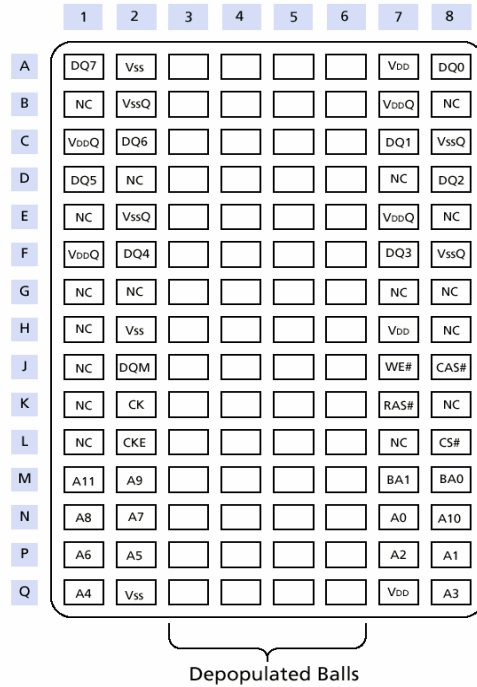 1 2 3 4 5 6 7 8
A DQ7 Vss VDD DQ0
B NC VssQ VDDQ NC
C VDDQ DQ6 DQ1 VssQ
D DQ5 NC NC DQ2
E NC VssQ VDDQ NC
F VDDQ DQ4 DQ3 VssQ
G NC NC NC NC
H NC Vss VDD NC
J NC DQM WE# CAS#
K NC CK RAS# NC
L NC CKE NC CS#
M A11 A9 BA1 BA0
N A8 A7 A0 A10
P A6 A5 A2 A1
Q A4 Vss VDD A3
Depopulated Balls